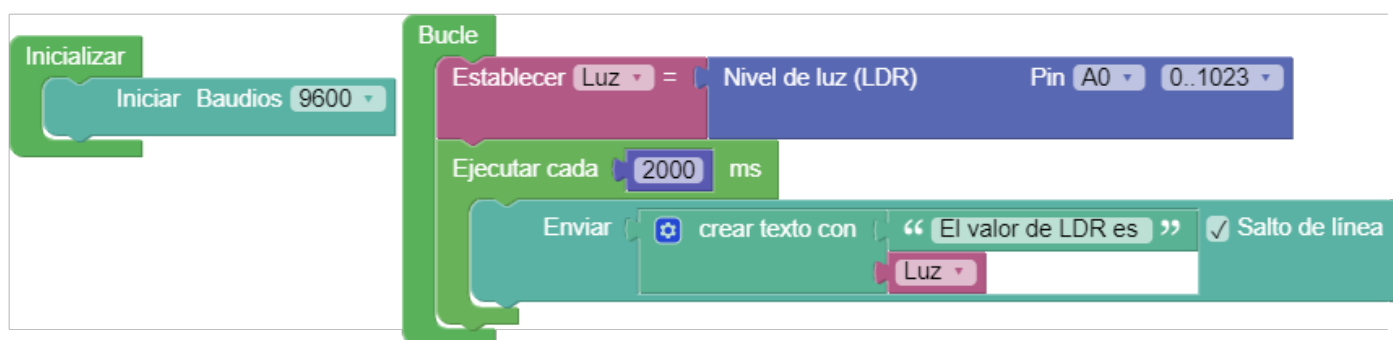 Inicializar
Iniciar Baudios 9600
Bucle
Establecer Luz = Nivel de luz (LDR) Pin A0 0..1023
Ejecutar cada 2000 ms
Enviar crear texto con “ El valor de LDR es ” Salto de línea
Luz